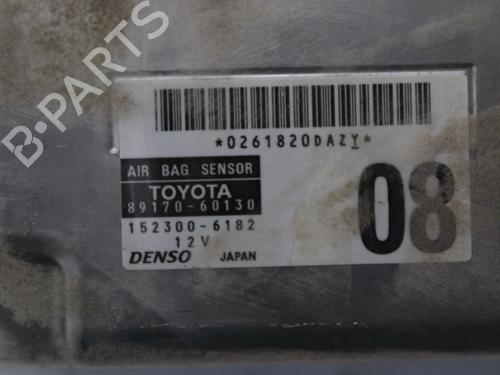 B-PARTS
*0261820DAZY*
AIR BAG SENSOR
TOYOTA
89170-60130
152300-6182
12V
DENSO JAPAN
08